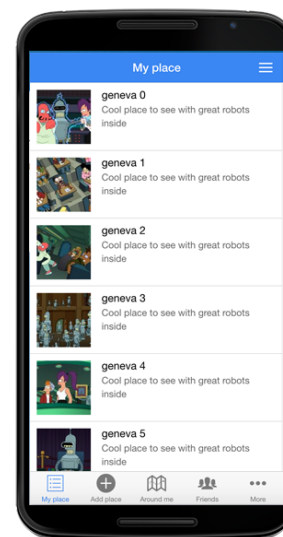 My place
geneva 0
Cool place to see with great robots
inside
geneva 1
Cool place to see with great robots
inside
geneva 2
Cool place to see with great robots
inside
geneva 3
Cool place to see with great robots
inside
geneva 4
Cool place to see with great robots
inside
geneva 5
Cool place to see with great robots
inside
My place Add place Around me Friends More